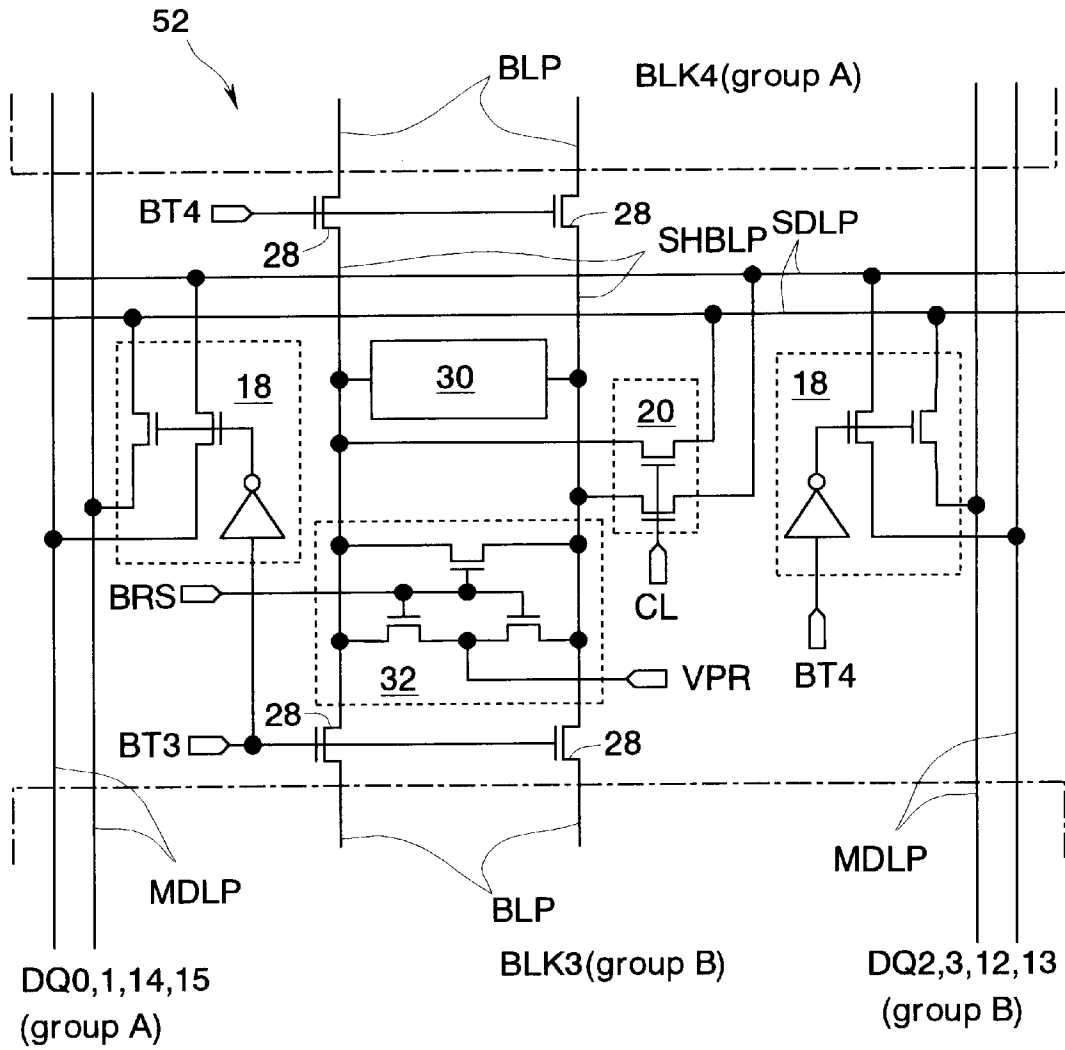 52
BLP
BLK4(group A)
BT4
28
28
SHBLP
SDLP
18
30
20
18
BRS
CL
32
VPR
BT4
28
BT3
28
MDLP
BLP
MDLP
BLK3(group B)
DQ0,1,14,15
(group A)
DQ2,3,12,13
(group B)